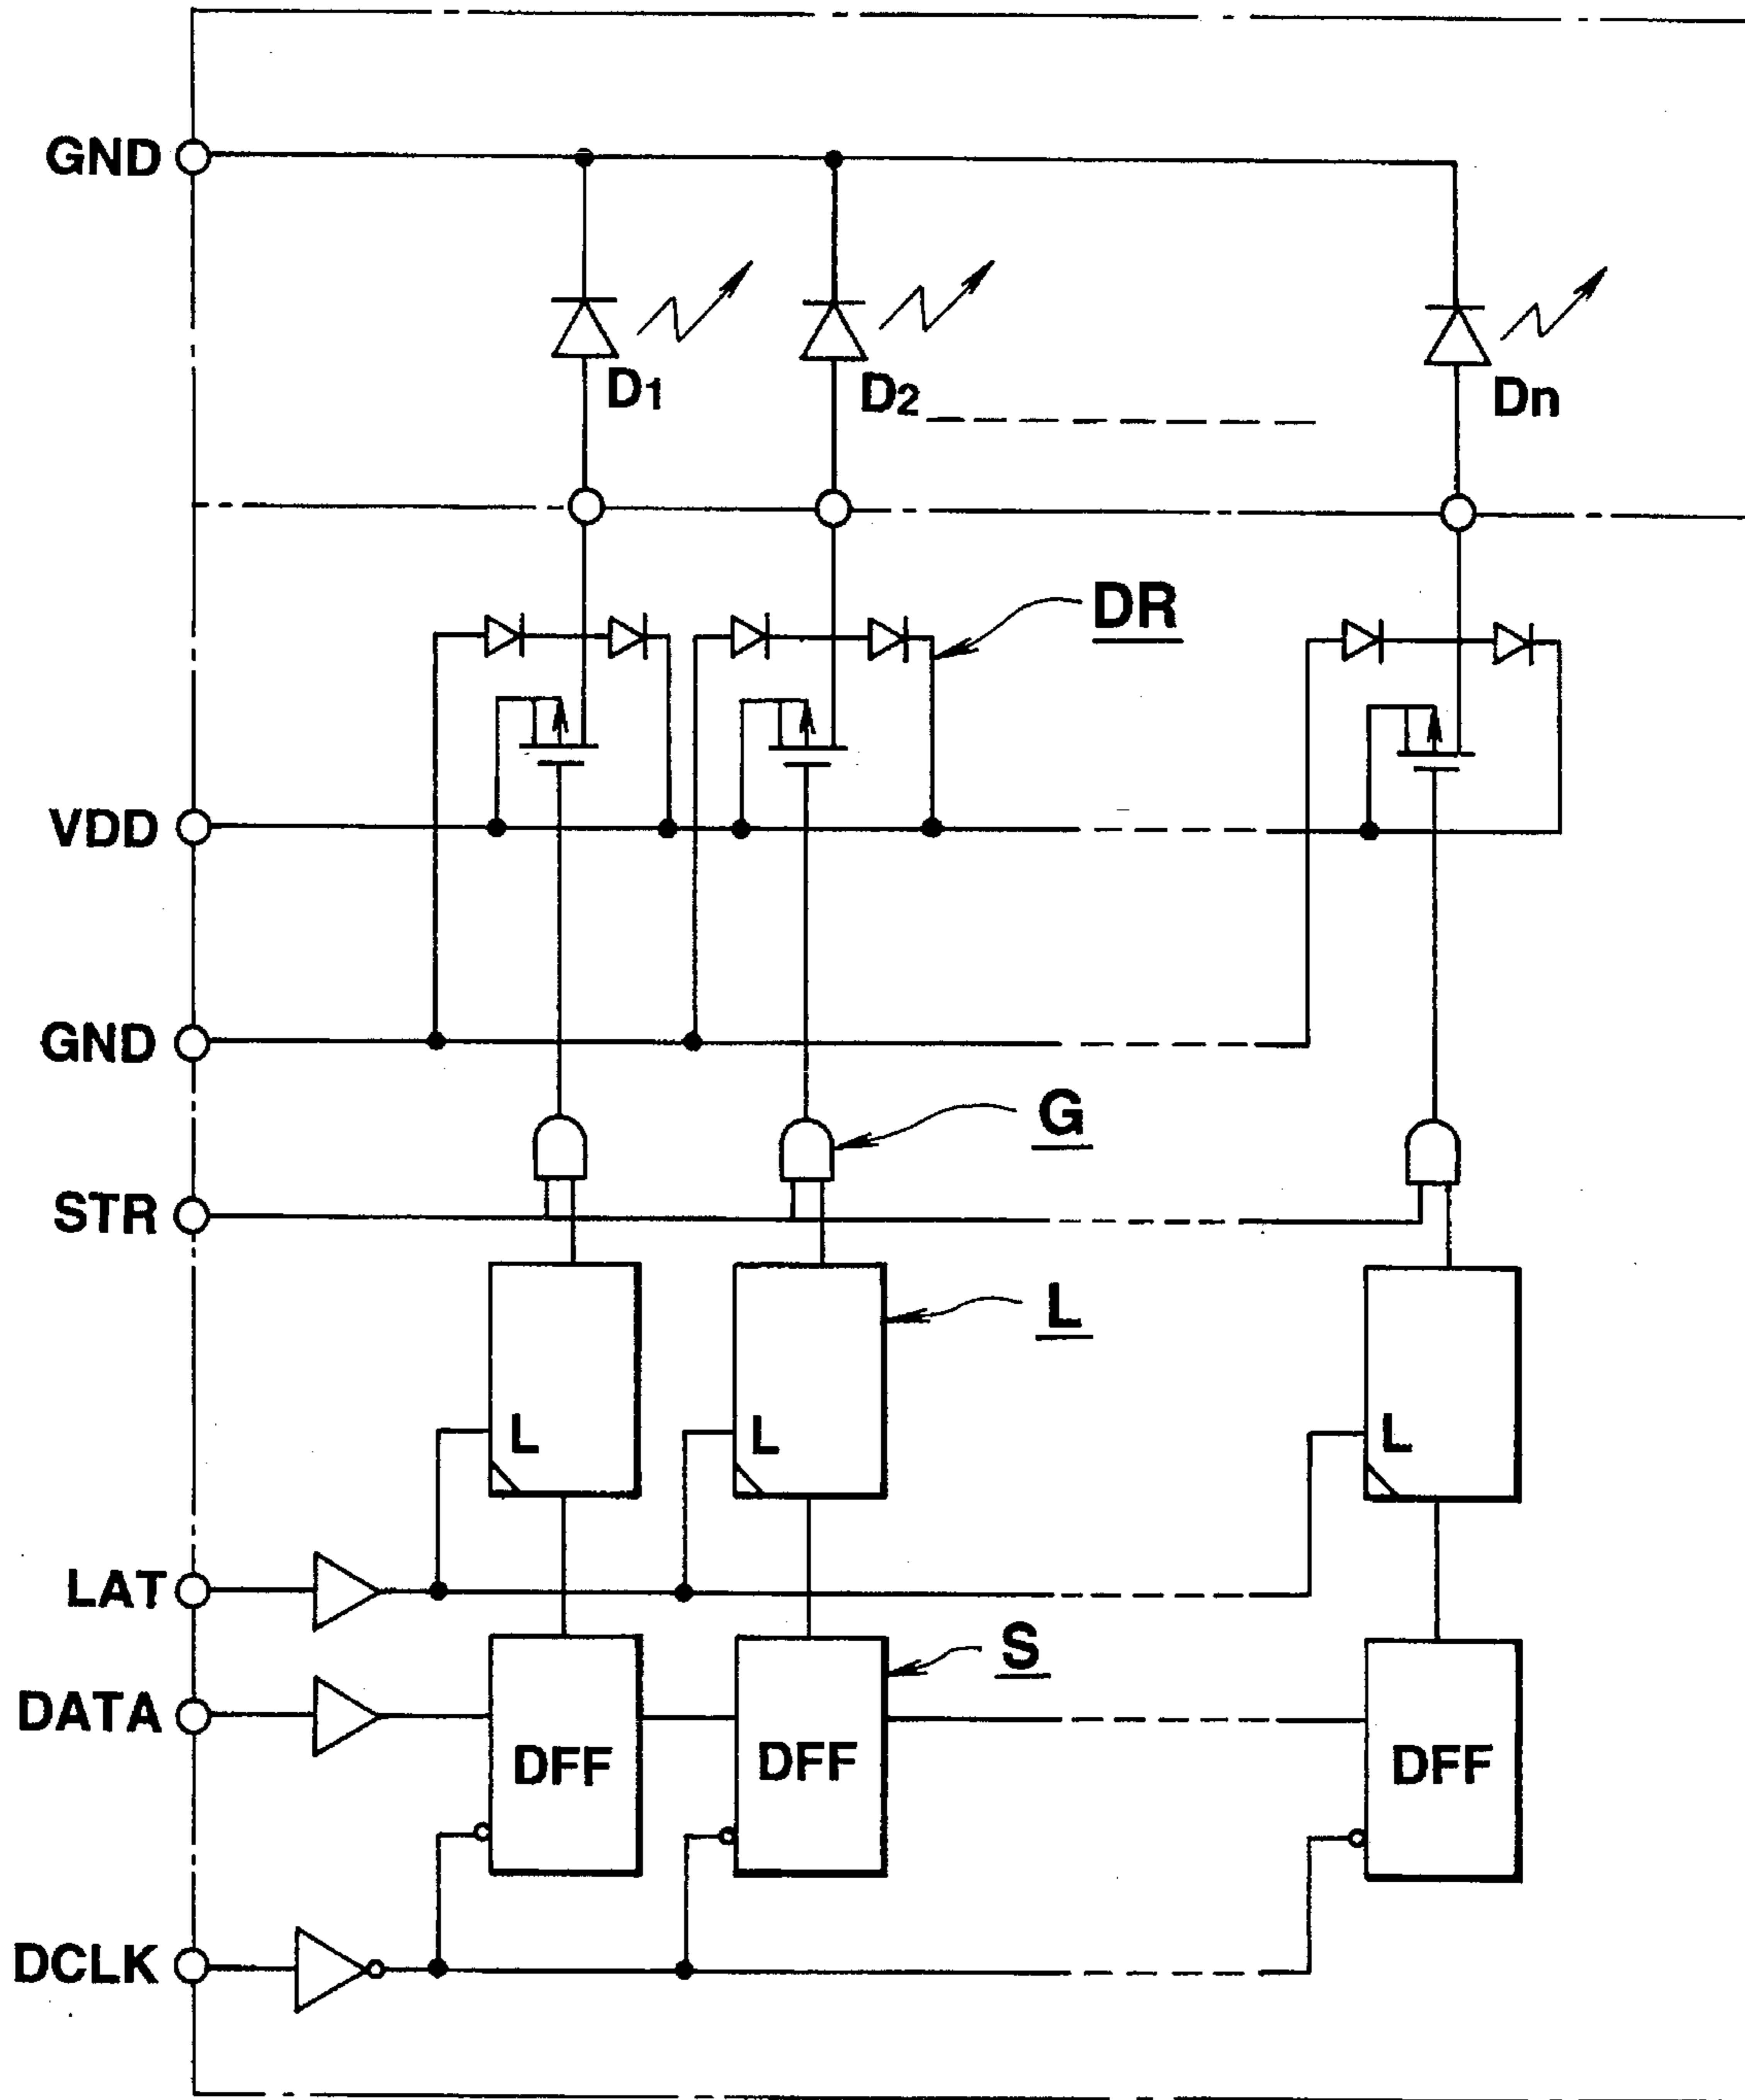 GND
D1
D2
Dn
DR
VDD
GND
G
STR
L
L
L
L
LAT
S
DATA
DFF
DFF
DFF
DCLK